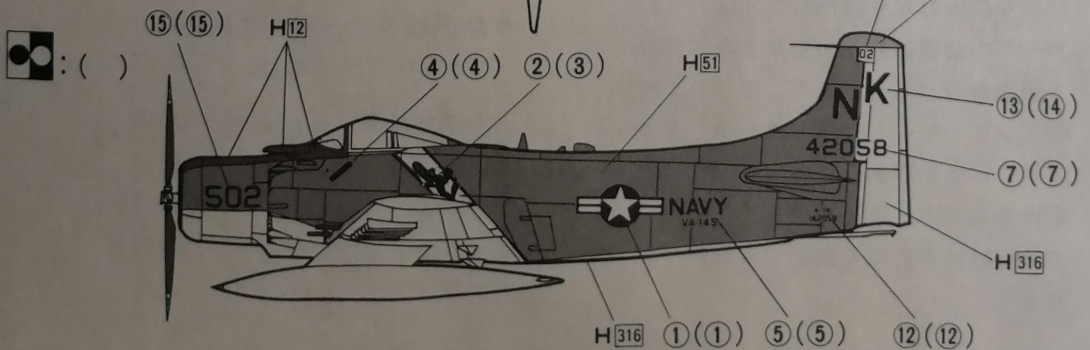 ⑮(⑮)
H12
: ( )
④(④)
②(③)
H51
02
NK
⑬(⑭)
42058
⑦(⑦)
502
NAVY
VA-145
142058
H316
H316
①(①)
⑤(⑤)
⑫(⑫)